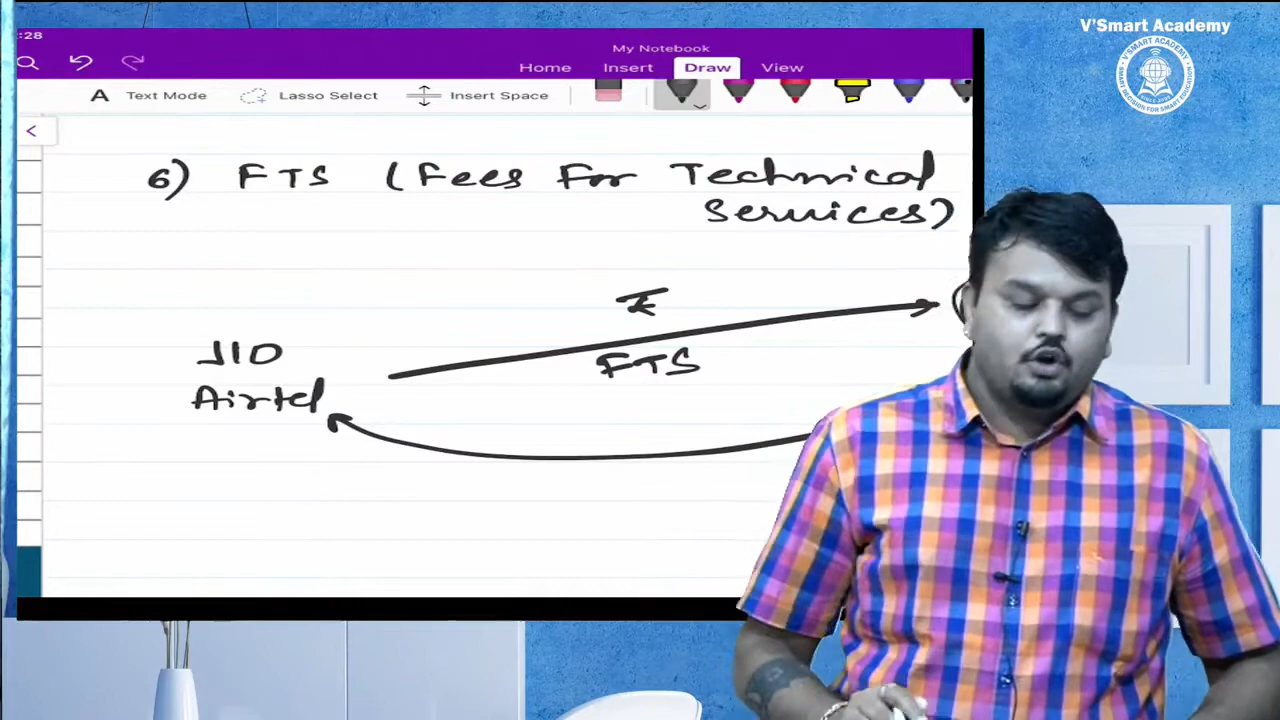 V'Smart Academy
:28
My Notebook
Home Insert Draw View
A Text Mode Lasso Select Insert Space
6) FTS (Fees For Technical
Services)
₹
FTS
JIO
Airtel